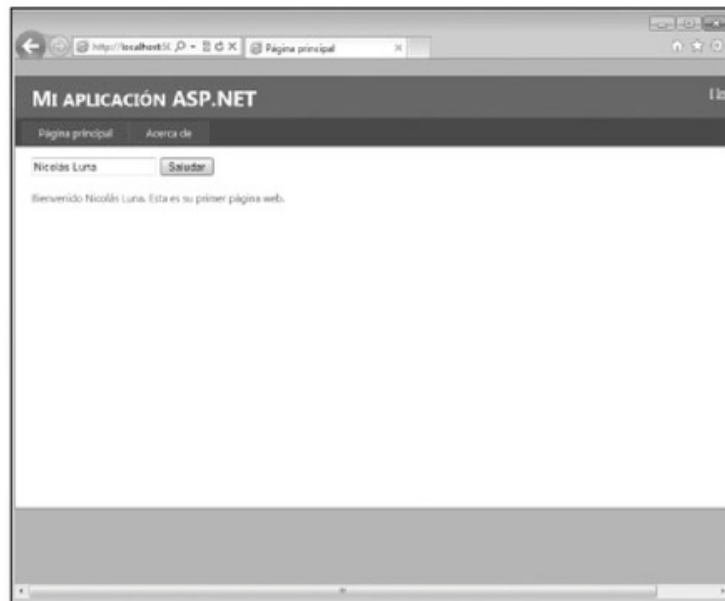 http://localhost:5(
Página principal
MI APLICACIÓN ASP.NET
Página principal
Acerca de
Nicolás Luna
Saludar
Bienvenido Nicolás Luna. Esta es su primer página web.